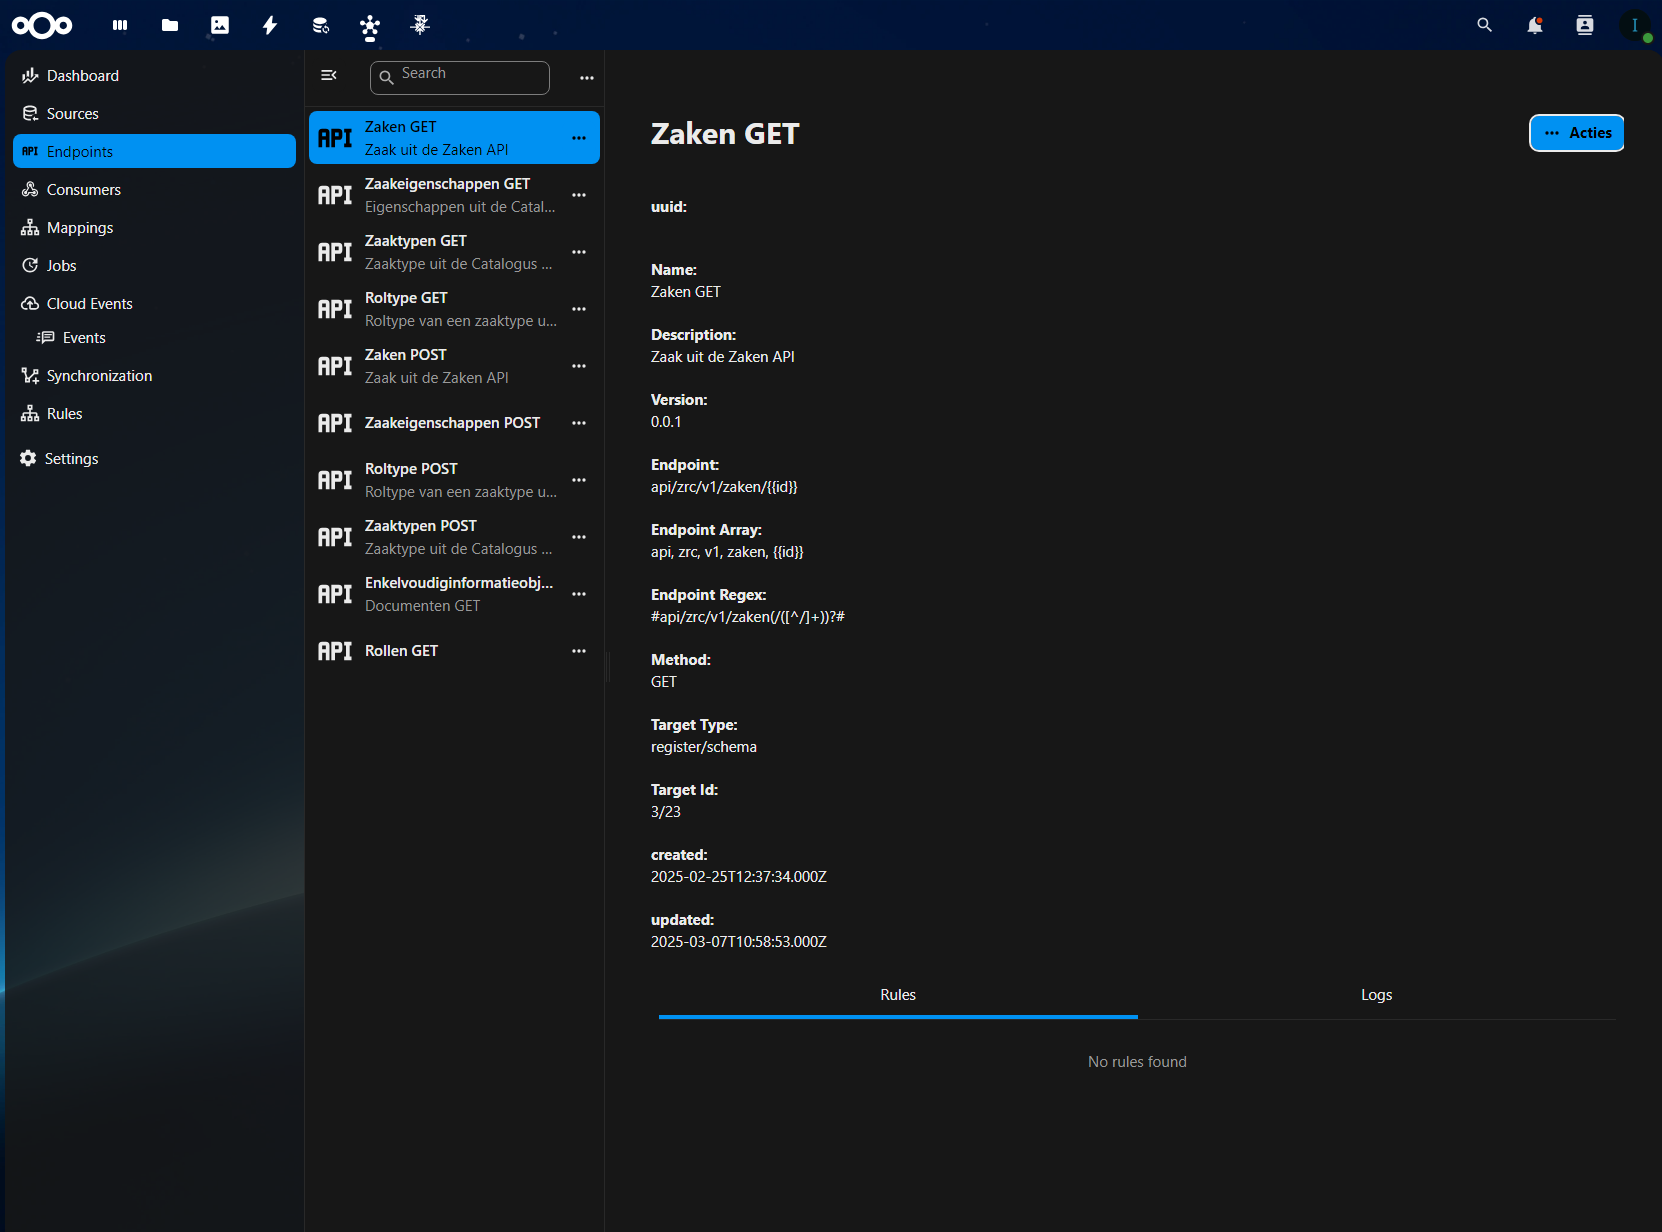 I
Dashboard
Sources
API Endpoints
Consumers
Mappings
Jobs
Cloud Events
Events
Synchronization
Rules
Settings
Search
API Zaken GET
Zaak uit de Zaken API
API Zaakeigenschappen GET
Eigenschappen uit de Catal...
API Zaaktypen GET
Zaaktype uit de Catalogus ...
API Roltype GET
Roltype van een zaaktype u...
API Zaken POST
Zaak uit de Zaken API
API Zaakeigenschappen POST
API Roltype POST
Roltype van een zaaktype u...
API Zaaktypen POST
Zaaktype uit de Catalogus ...
API Enkelvoudiginformatieobj...
Documenten GET
API Rollen GET
Zaken GET
Acties
uuid:
Name:
Zaken GET
Description:
Zaak uit de Zaken API
Version:
0.0.1
Endpoint:
api/zrc/v1/zaken/{{id}}
Endpoint Array:
api, zrc, v1, zaken, {{id}}
Endpoint Regex:
#api/zrc/v1/zaken(/([^/]+))?#
Method:
GET
Target Type:
register/schema
Target Id:
3/23
created:
2025-02-25T12:37:34.000Z
updated:
2025-03-07T10:58:53.000Z
Rules
Logs
No rules found